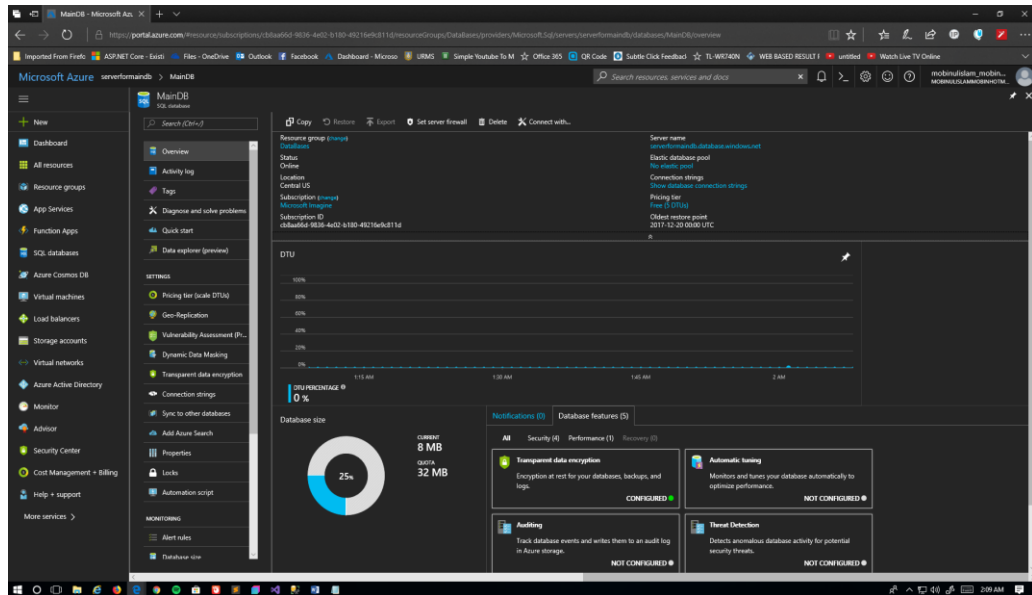 MainDB - Microsoft Az
https://portal.azure.com/#resource/subscriptions/cb8aa66d-9836-4e02-b180-49216e9c811d/resourceGroups/DataBases/providers/Microsoft.Sql/servers/serverformaindb/databases/MainDB/overview
Imported From Firefo
ASP.NET Core - Existi
Files - OneDrive
Outlook
Facebook
Dashboard - Microso
URMS
Simple Youtube To M
Office 365
QR Code
Subtle Click Feedbacl
TL-WR740N
WEB BASED RESULT I
untitled
Watch Live TV Online
Microsoft Azure serverformaindb > MainDB
Search resources, services and docs
mobinulislam_mobin...
MOBINULISLAMMOBINHOTM...
MainDB
SQL database
New
Dashboard
All resources
Resource groups
App Services
Function Apps
SQL databases
Azure Cosmos DB
Virtual machines
Load balancers
Storage accounts
Virtual networks
Azure Active Directory
Monitor
Advisor
Security Center
Cost Management + Billing
Help + support
More services >
Search (Ctrl+/)
Overview
Activity log
Tags
Diagnose and solve problems
Quick start
Data explorer (preview)
SETTINGS
Pricing tier (scale DTUs)
Geo-Replication
Vulnerability Assessment (Pr...
Dynamic Data Masking
Transparent data encryption
Connection strings
Sync to other databases
Add Azure Search
Properties
Locks
Automation script
MONITORING
Alert rules
Database size
Copy
Restore
Export
Set server firewall
Delete
Connect with...
Resource group (change)
DataBases
Status
Online
Location
Central US
Subscription (change)
Microsoft Imagine
Subscription ID
cb8aa66d-9836-4e02-b180-49216e9c811d
Server name
serverformaindb.database.windows.net
Elastic database pool
No elastic pool
Connection strings
Show database connection strings
Pricing tier
Free (5 DTUs)
Oldest restore point
2017-12-20 00:00 UTC
DTU
100%
80%
60%
40%
20%
0%
1:15 AM
1:30 AM
1:45 AM
2 AM
DTU PERCENTAGE
0 %
Database size
25%
CURRENT
8 MB
QUOTA
32 MB
Notifications (0)
Database features (5)
All
Security (4)
Performance (1)
Recovery (0)
Transparent data encryption
Encryption at rest for your databases, backups, and
logs.
CONFIGURED
Automatic tuning
Monitors and tunes your database automatically to
optimize performance.
NOT CONFIGURED
Auditing
Track database events and writes them to an audit log
in Azure storage.
NOT CONFIGURED
Threat Detection
Detects anomalous database activity for potential
security threats.
NOT CONFIGURED
2:09 AM